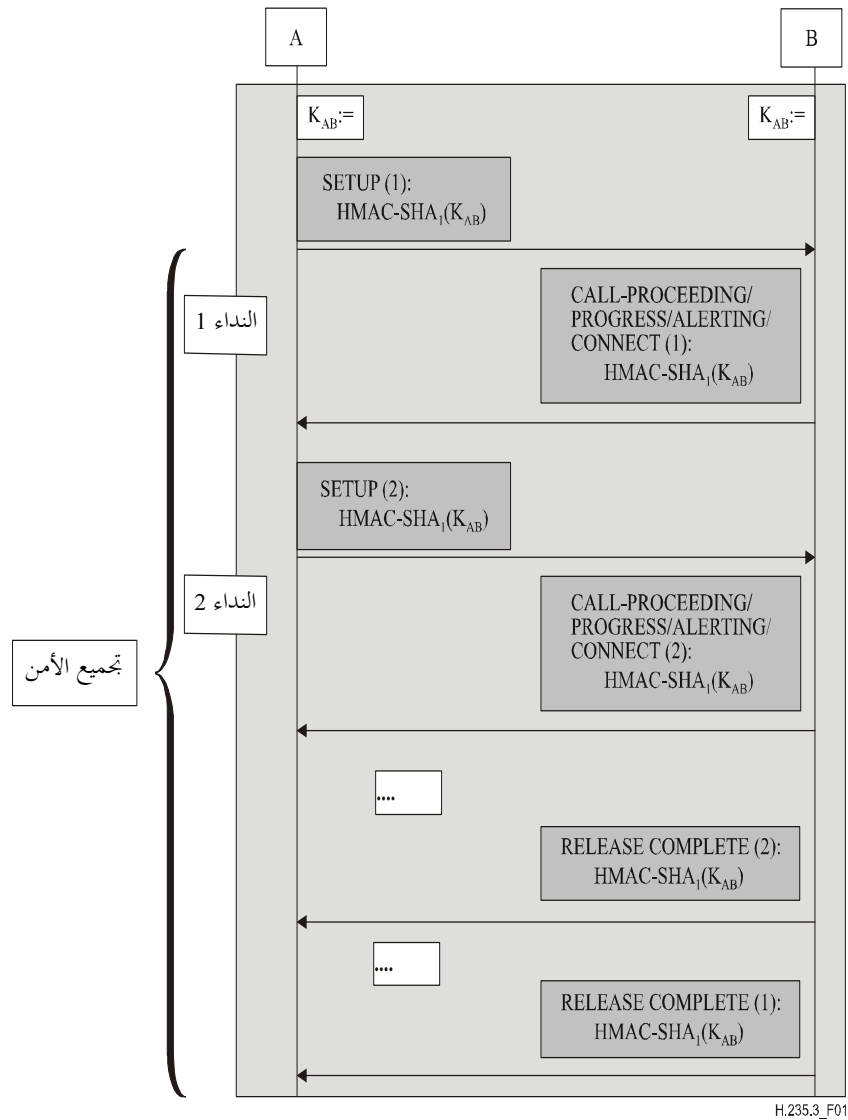 A
B
K_AB:=
K_AB:=
SETUP (1):
HMAC-SHA₁(K_AB)
النداء 1
CALL-PROCEEDING/
PROGRESS/ALERTING/
CONNECT (1):
HMAC-SHA₁(K_AB)
SETUP (2):
HMAC-SHA₁(K_AB)
النداء 2
CALL-PROCEEDING/
PROGRESS/ALERTING/
CONNECT (2):
HMAC-SHA₁(K_AB)
تجميع الأمن
....
RELEASE COMPLETE (2):
HMAC-SHA₁(K_AB)
....
RELEASE COMPLETE (1):
HMAC-SHA₁(K_AB)
H.235.3_F01